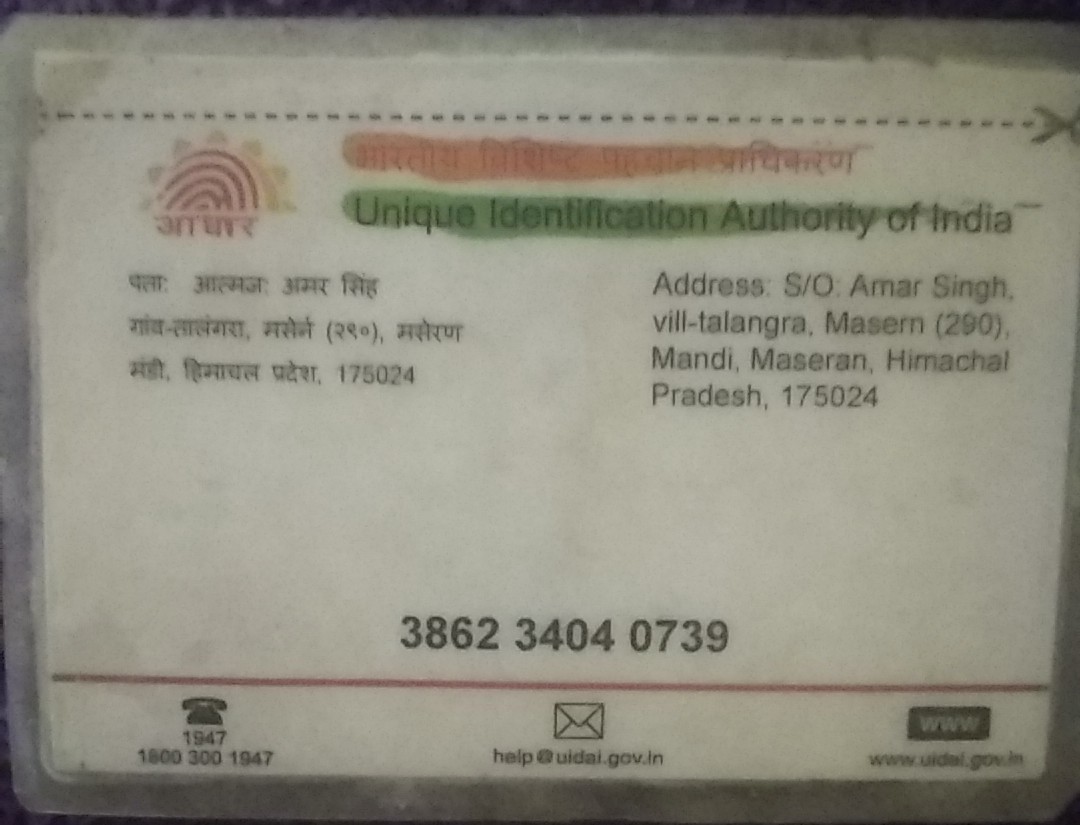 भारतीय विशिष्ट पहचान प्राधिकरण
आधार
Unique Identification Authority of India
पता: आत्मज: अमर सिंह
गांव-तालंगरा, मसेर्न (२९०), मसेरण
मंडी, हिमाचल प्रदेश, 175024
Address: S/O: Amar Singh,
vill-talangra, Masern (290),
Mandi, Maseran, Himachal
Pradesh, 175024
3862 3404 0739
1947
1800 300 1947
help@uidai.gov.in
www
www.uidai.gov.in